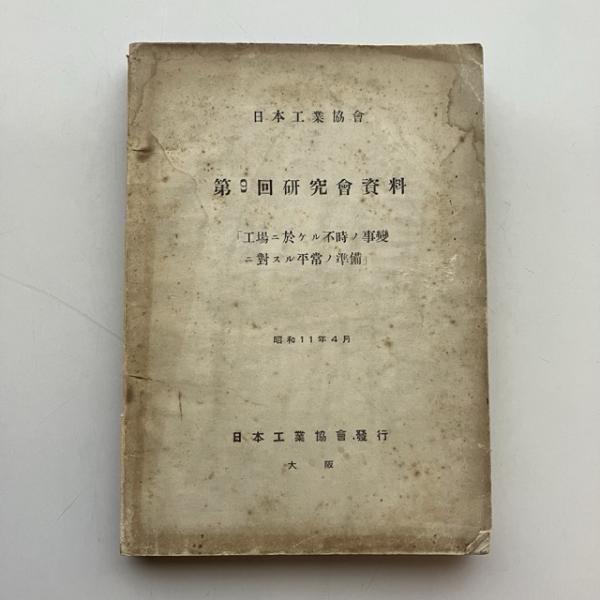 日本工業協會
第9回研究會資料
「工場ニ於ケル不時ノ事變
ニ對スル平常ノ準備」
昭和11年4月
日本工業協會發行
大阪